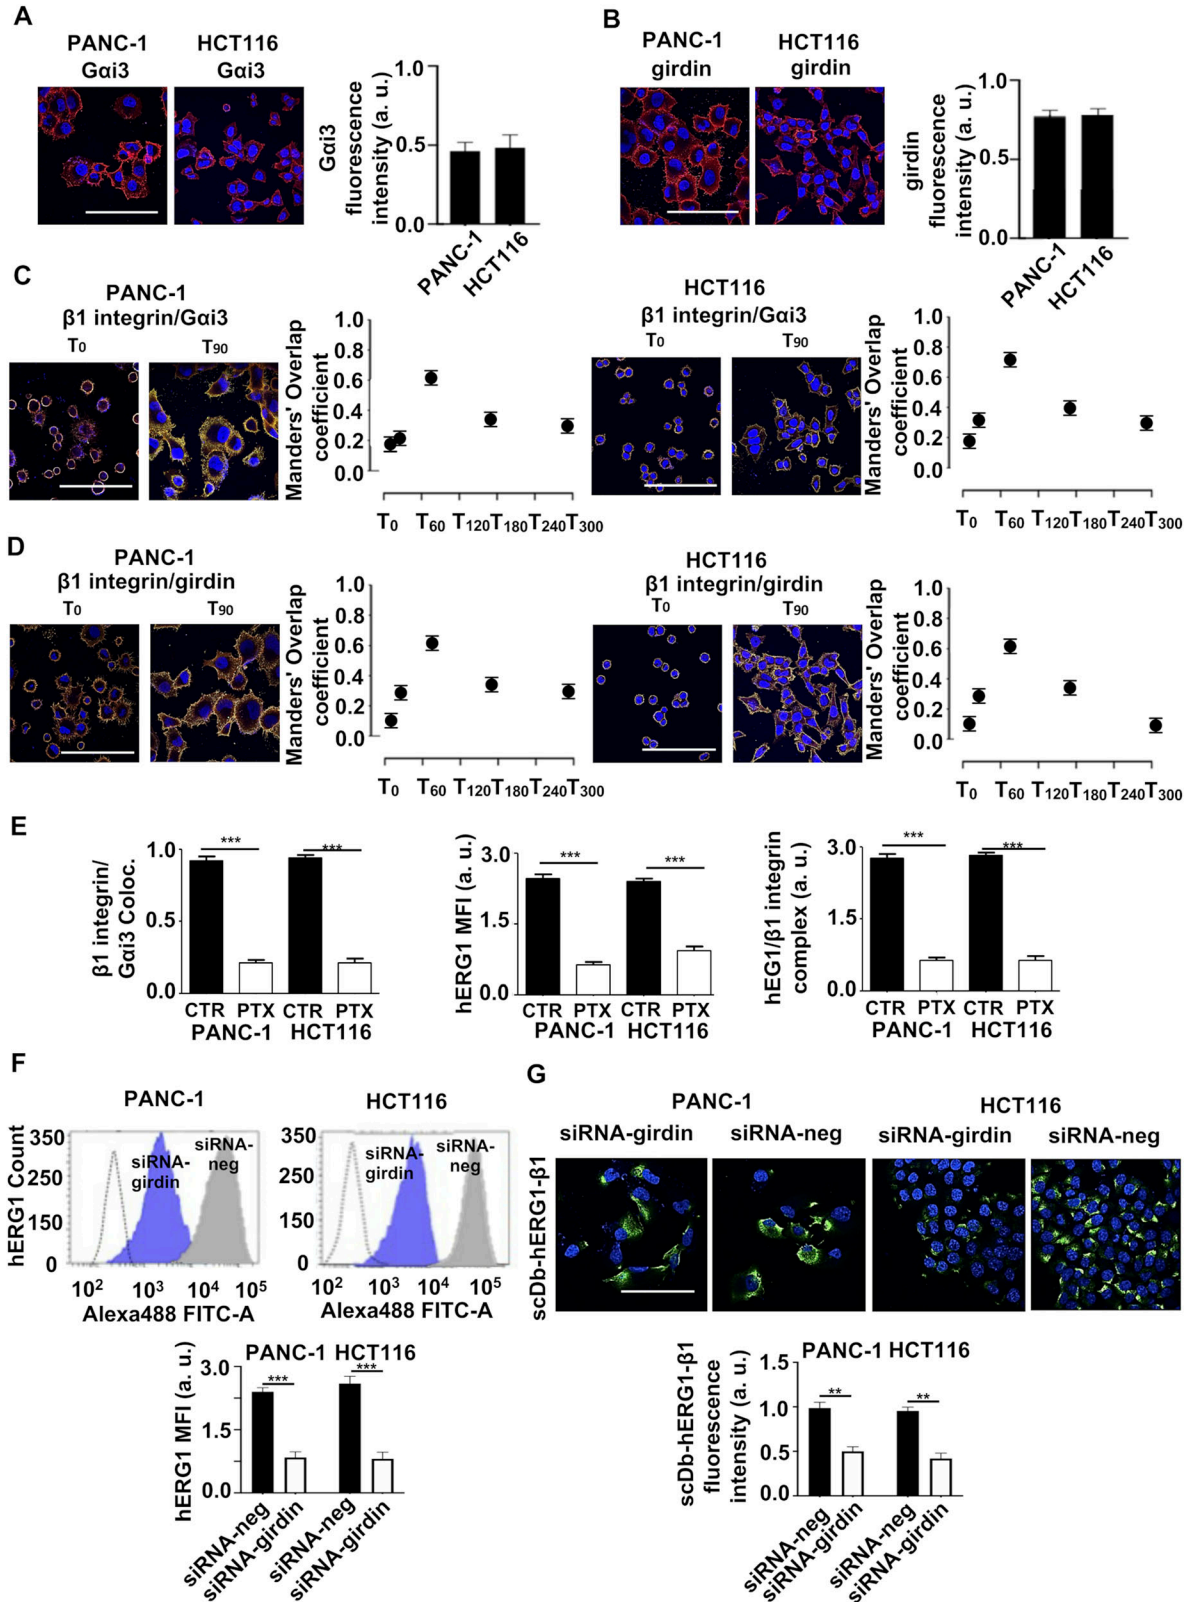 A
PANC-1
Gαi3
HCT116
Gαi3
Gαi3
fluorescence
intensity (a. u.)
1.0
0.5
0.0
PANC-1
HCT116
B
PANC-1
girdin
HCT116
girdin
girdin
fluorescence
intensity (a. u.)
1.0
0.5
0.0
PANC-1
HCT116
C
PANC-1
β1 integrin/Gαi3
T0
T90
Manders' Overlap
coefficient
1.0
0.8
0.6
0.4
0.2
0.0
T0 T60 T120 T180 T240 T300
HCT116
β1 integrin/Gαi3
T0
T90
Manders' Overlap
coefficient
1.0
0.8
0.6
0.4
0.2
0.0
T0 T60 T120 T180 T240 T300
D
PANC-1
β1 integrin/girdin
T0
T90
Manders' Overlap
coefficient
1.0
0.8
0.6
0.4
0.2
0.0
T0 T60 T120 T180 T240 T300
HCT116
β1 integrin/girdin
T0
T90
Manders' Overlap
coefficient
1.0
0.8
0.6
0.4
0.2
0.0
T0 T60 T120 T180 T240 T300
E
β1 integrin/
Gαi3 Coloc.
1.0
0.5
0.0
***
***
CTR PTX CTR PTX
PANC-1 HCT116
hERG1 MFI (a. u.)
3.0
1.5
0.0
***
***
CTR PTX CTR PTX
PANC-1 HCT116
hEG1/β1 integrin
complex (a. u.)
3.0
1.5
0.0
***
***
CTR PTX CTR PTX
PANC-1 HCT116
F
PANC-1
hERG1 Count
350
250
150
0
siRNA-
girdin
siRNA-
neg
10² 10³ 10⁴ 10⁵
Alexa488 FITC-A
HCT116
350
250
150
0
siRNA-
girdin
siRNA-
neg
10² 10³ 10⁴ 10⁵
Alexa488 FITC-A
PANC-1 HCT116
hERG1 MFI (a. u.)
3.0
1.5
0.0
***
***
siRNA-neg
siRNA-girdin
siRNA-neg
siRNA-girdin
G
PANC-1
HCT116
siRNA-girdin
siRNA-neg
siRNA-girdin
siRNA-neg
scDb-hERG1-β1
PANC-1 HCT116
scDb-hERG1-β1
fluorescence
intensity (a. u.)
1.5
1.0
0.5
0.0
**
**
siRNA-neg
siRNA-girdin
siRNA-neg
siRNA-girdin